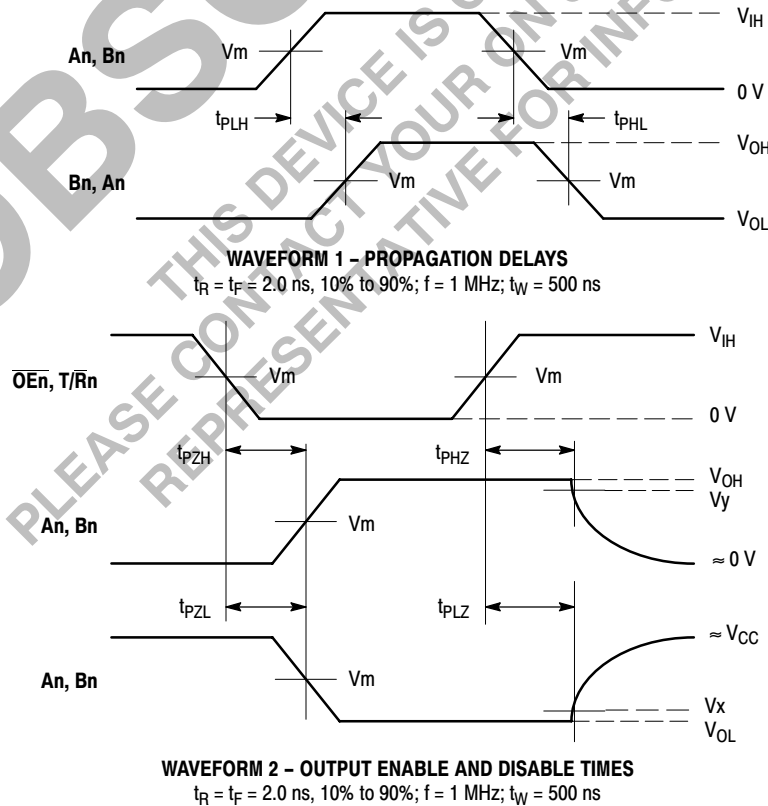 OBSO
THIS DEVICE IS O
PLEASE CONTACT YOUR ON S
REPRESENTATIVE FOR INF
An, Bn
Vm
Vm
VIH
0 V
tPLH
tPHL
Bn, An
Vm
Vm
VOH
VOL
WAVEFORM 1 – PROPAGATION DELAYS
tR = tF = 2.0 ns, 10% to 90%; f = 1 MHz; tW = 500 ns
OEn, T/Rn
Vm
Vm
VIH
0 V
tPZH
tPHZ
An, Bn
Vm
VOH
Vy
≈ 0 V
tPZL
tPLZ
An, Bn
Vm
≈ VCC
Vx
VOL
WAVEFORM 2 – OUTPUT ENABLE AND DISABLE TIMES
tR = tF = 2.0 ns, 10% to 90%; f = 1 MHz; tW = 500 ns